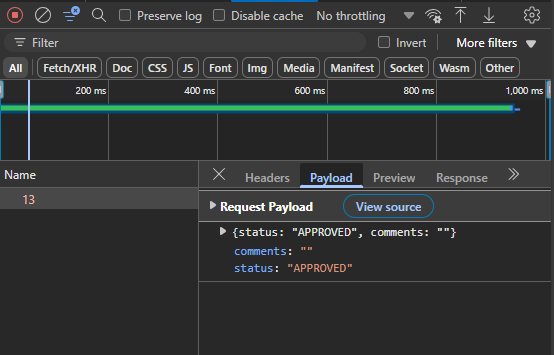 Preserve log Disable cache No throttling
Filter Invert More filters
All Fetch/XHR Doc CSS JS Font Img Media Manifest Socket Wasm Other
200 ms 400 ms 600 ms 800 ms 1,000 ms
Name Headers Payload Preview Response
13
Request Payload View source
{status: "APPROVED", comments: ""}
comments: ""
status: "APPROVED"